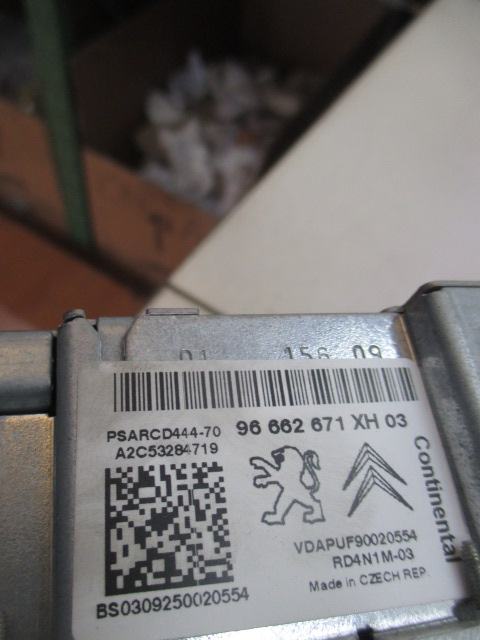 01 156 09
PSARCD444-70 96 662 671 XH 03
A2C53284719
Continental
VDAPUF90020554
RD4N1M-03
Made in CZECH REP.
BS0309250020554